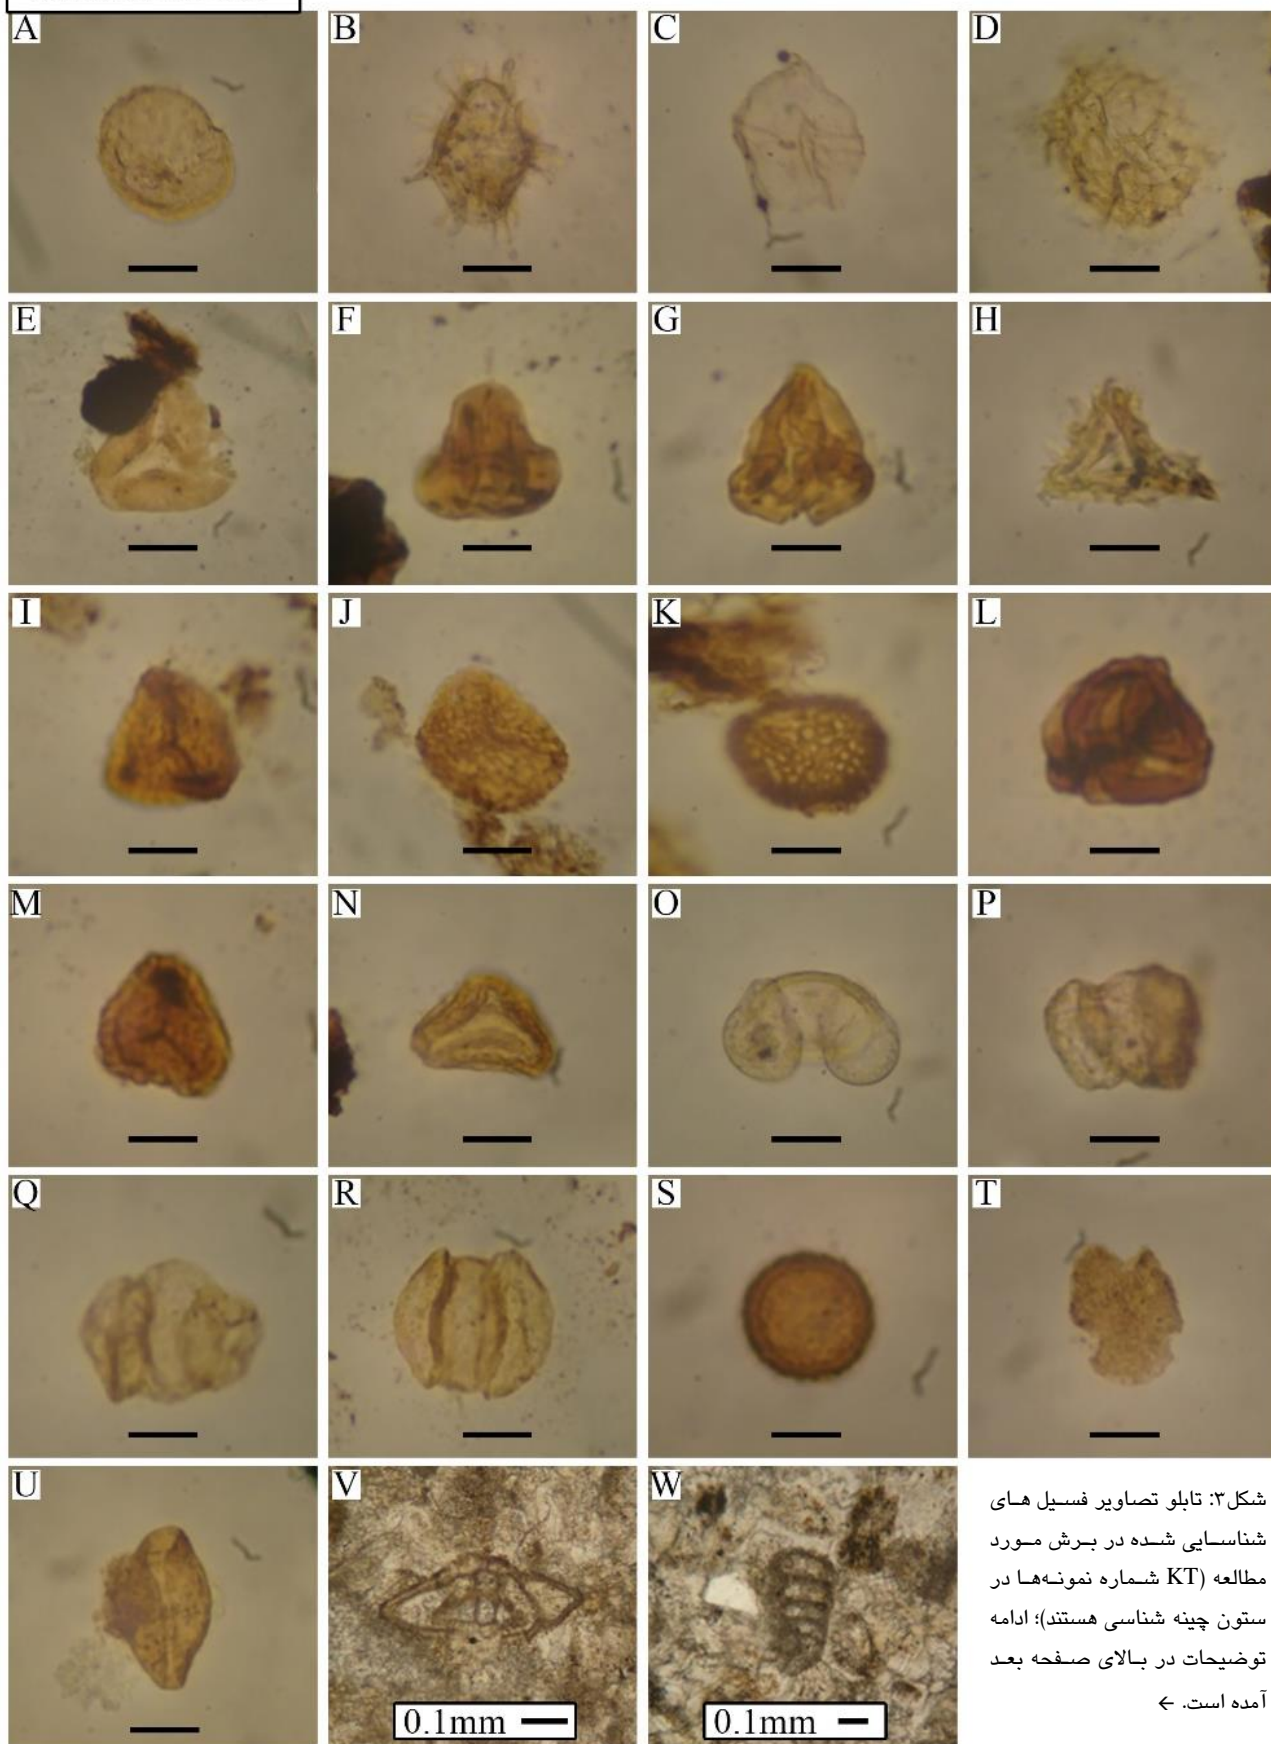 A B C D
E F G H
I J K L
M N O P
Q R S T
U V W
0.1mm 0.1mm
شکل۳: تابلو تصاویر فسیل های
شناسایی شده در برش مورد
مطالعه (KT شماره نمونه‌ها در
ستون چینه شناسی هستند)؛ ادامه
توضیحات در بالای صفحه بعد
آمده است. ←